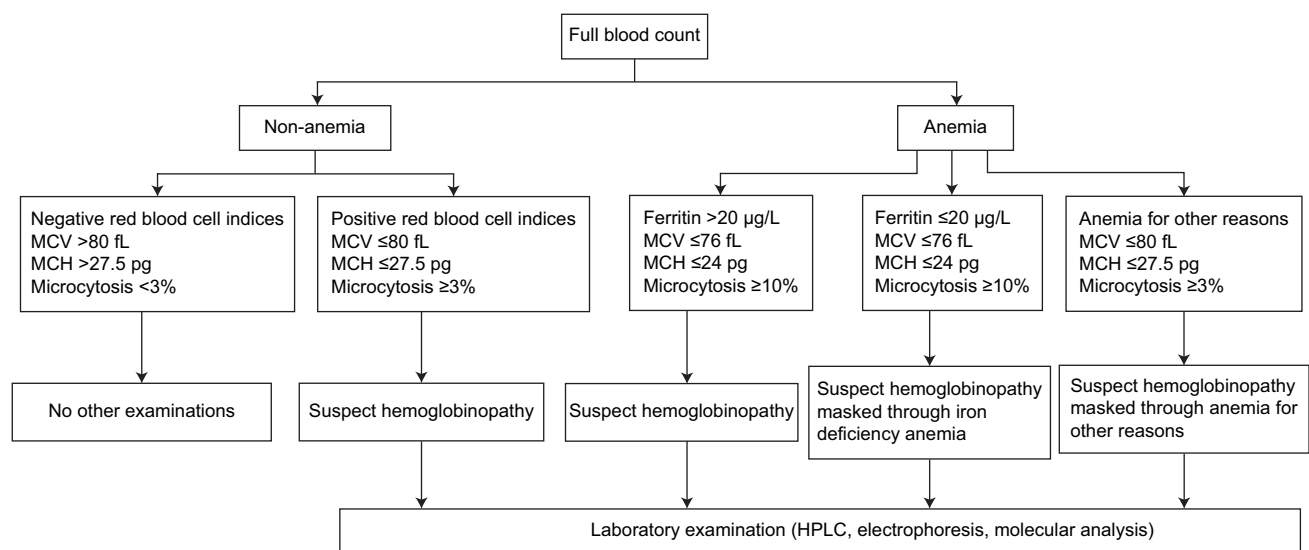 Full blood count
Non-anemia
Anemia
Negative red blood cell indices
MCV >80 fL
MCH >27.5 pg
Microcytosis <3%
Positive red blood cell indices
MCV ≤80 fL
MCH ≤27.5 pg
Microcytosis ≥3%
Ferritin >20 µg/L
MCV ≤76 fL
MCH ≤24 pg
Microcytosis ≥10%
Ferritin ≤20 µg/L
MCV ≤76 fL
MCH ≤24 pg
Microcytosis ≥10%
Anemia for other reasons
MCV ≤80 fL
MCH ≤27.5 pg
Microcytosis ≥3%
No other examinations
Suspect hemoglobinopathy
Suspect hemoglobinopathy
Suspect hemoglobinopathy
masked through iron
deficiency anemia
Suspect hemoglobinopathy
masked through anemia for
other reasons
Laboratory examination (HPLC, electrophoresis, molecular analysis)